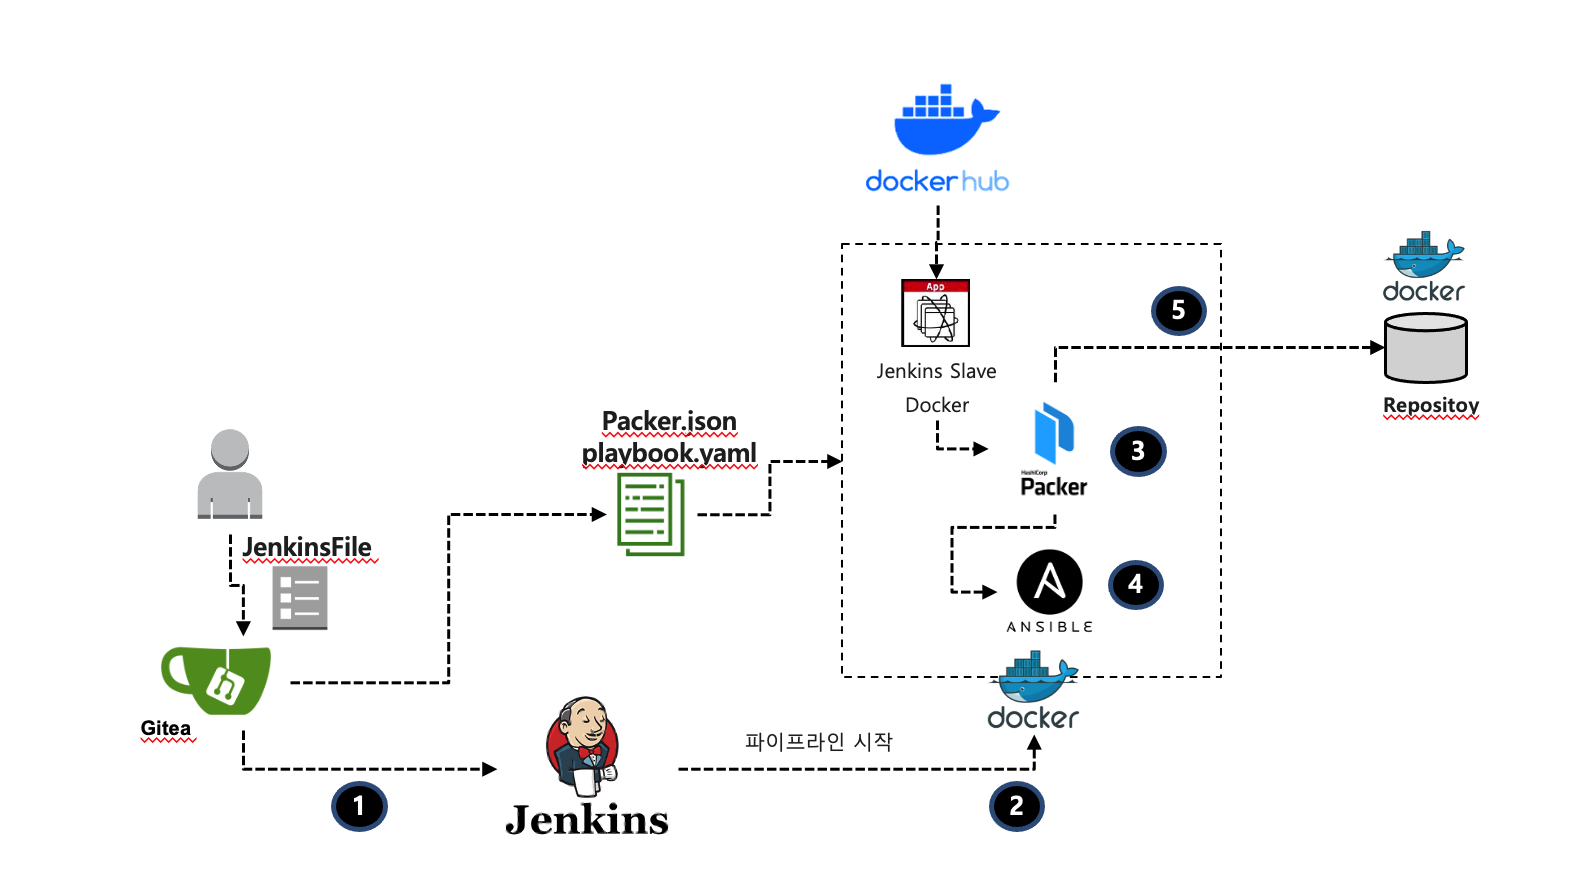 docker hub
App
Jenkins Slave
Docker
5
docker
Repositoy
Packer.json
playbook.yaml
HashiCorp
Packer
3
JenkinsFile
ANSIBLE
4
Gitea
docker
파이프라인 시작
1
Jenkins
2